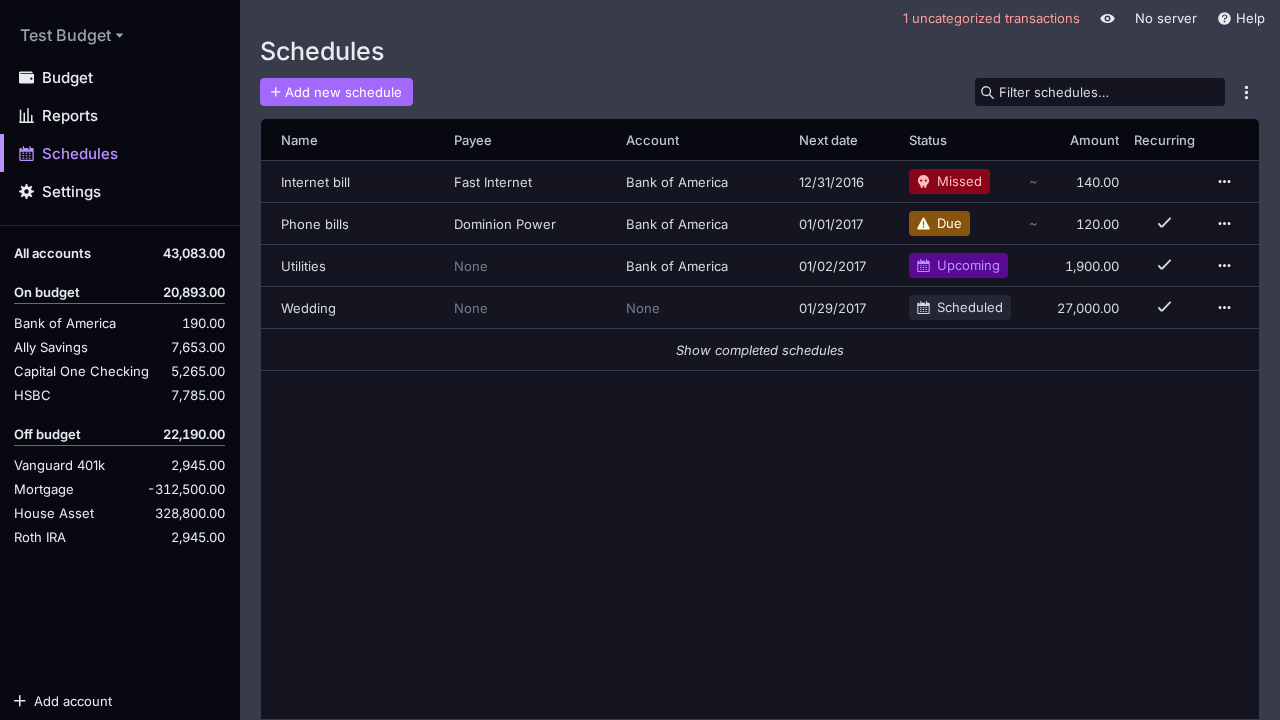 Test Budget
Budget
Reports
Schedules
Settings
All accounts 43,083.00
On budget 20,893.00
Bank of America 190.00
Ally Savings 7,653.00
Capital One Checking 5,265.00
HSBC 7,785.00
Off budget 22,190.00
Vanguard 401k 2,945.00
Mortgage -312,500.00
House Asset 328,800.00
Roth IRA 2,945.00
Add account
1 uncategorized transactions No server Help
Schedules
Add new schedule
Filter schedules...
Name Payee Account Next date Status Amount Recurring
Internet bill Fast Internet Bank of America 12/31/2016 Missed ~ 140.00
Phone bills Dominion Power Bank of America 01/01/2017 Due ~ 120.00
Utilities None Bank of America 01/02/2017 Upcoming 1,900.00
Wedding None None 01/29/2017 Scheduled 27,000.00
Show completed schedules